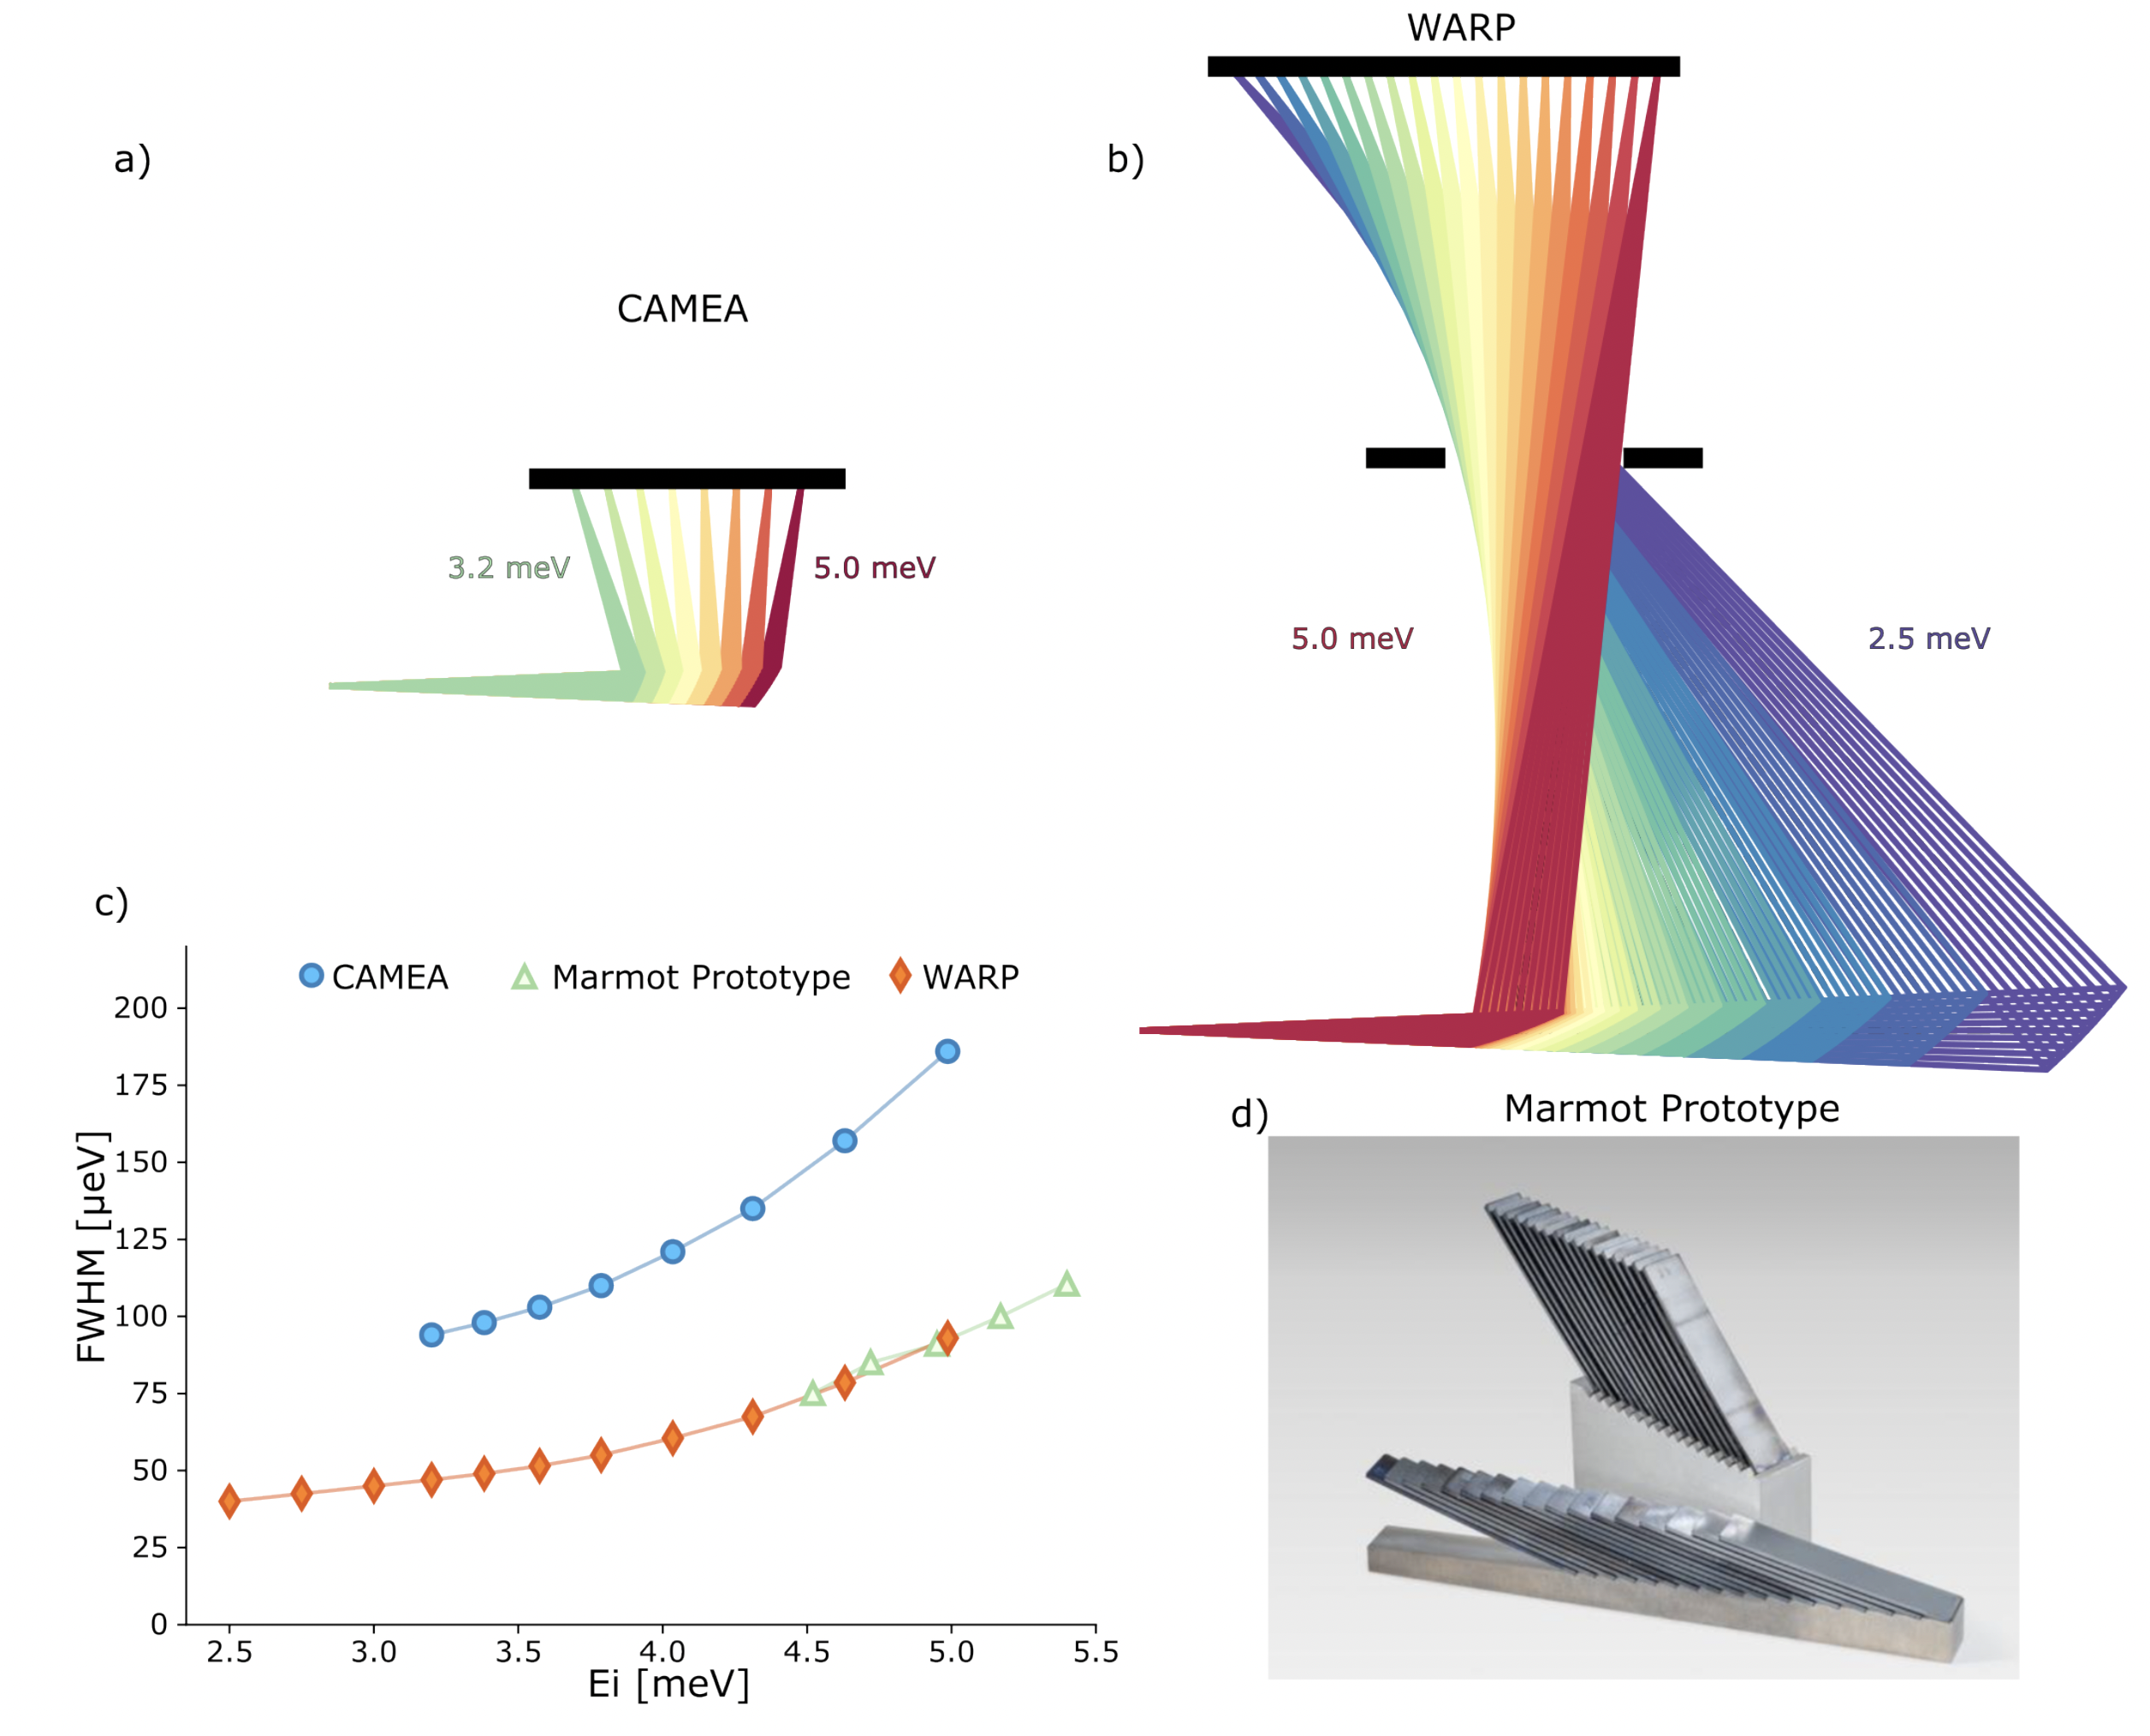 WARP
a)
b)
CAMEA
3.2 meV
5.0 meV
5.0 meV
2.5 meV
c)
CAMEA
Marmot Prototype
WARP
200
175
150
125
100
75
50
25
0
FWHM [μeV]
2.5 3.0 3.5 4.0 4.5 5.0 5.5
Ei [meV]
d)
Marmot Prototype